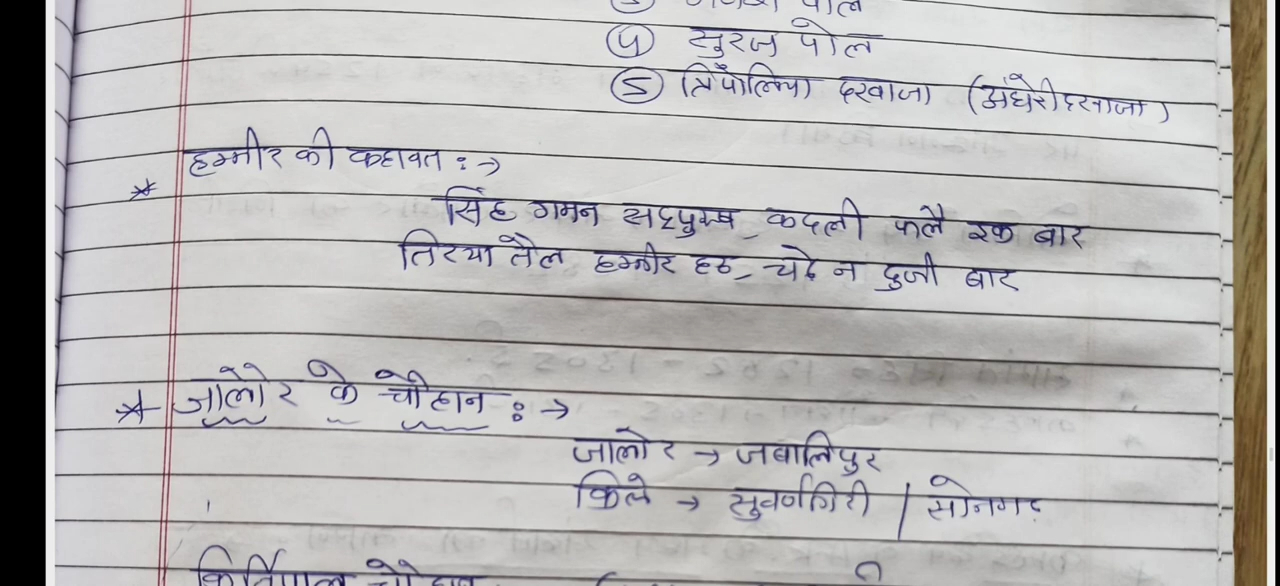 पोल
④ सुरज पोल
⑤ त्रिपोलिया दरवाजा (अंधेरी दरवाजा)
हम्मीर की कहावत :→
* सिंह गमन सद्पुरुष, कदली फलै इक बार
तिरया तैल हम्मीर हठ, चढे न दुजी बार
* जालोर के चौहान :→
जालोर → जबालिपुर
किले → सुवर्णगिरी / सोनगढ